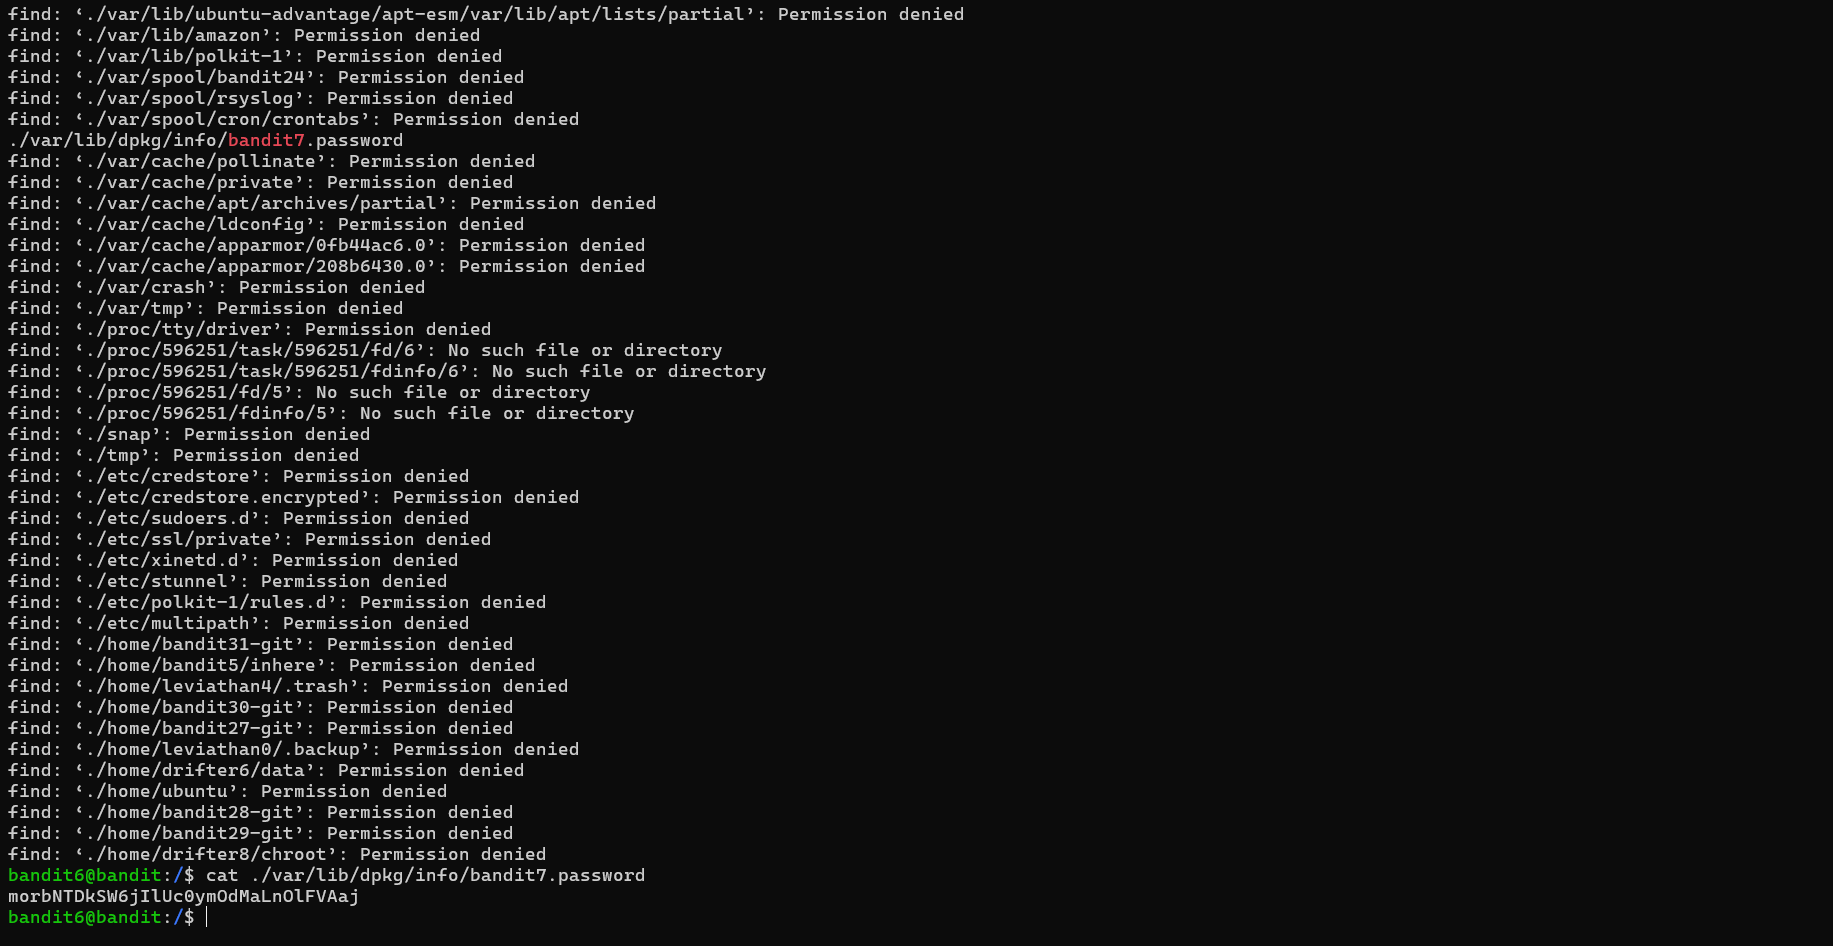 find: ‘./var/lib/ubuntu-advantage/apt-esm/var/lib/apt/lists/partial’: Permission denied
find: ‘./var/lib/amazon’: Permission denied
find: ‘./var/lib/polkit-1’: Permission denied
find: ‘./var/spool/bandit24’: Permission denied
find: ‘./var/spool/rsyslog’: Permission denied
find: ‘./var/spool/cron/crontabs’: Permission denied
./var/lib/dpkg/info/bandit7.password
find: ‘./var/cache/pollinate’: Permission denied
find: ‘./var/cache/private’: Permission denied
find: ‘./var/cache/apt/archives/partial’: Permission denied
find: ‘./var/cache/ldconfig’: Permission denied
find: ‘./var/cache/apparmor/0fb44ac6.0’: Permission denied
find: ‘./var/cache/apparmor/208b6430.0’: Permission denied
find: ‘./var/crash’: Permission denied
find: ‘./var/tmp’: Permission denied
find: ‘./proc/tty/driver’: Permission denied
find: ‘./proc/596251/task/596251/fd/6’: No such file or directory
find: ‘./proc/596251/task/596251/fdinfo/6’: No such file or directory
find: ‘./proc/596251/fd/5’: No such file or directory
find: ‘./proc/596251/fdinfo/5’: No such file or directory
find: ‘./snap’: Permission denied
find: ‘./tmp’: Permission denied
find: ‘./etc/credstore’: Permission denied
find: ‘./etc/credstore.encrypted’: Permission denied
find: ‘./etc/sudoers.d’: Permission denied
find: ‘./etc/ssl/private’: Permission denied
find: ‘./etc/xinetd.d’: Permission denied
find: ‘./etc/stunnel’: Permission denied
find: ‘./etc/polkit-1/rules.d’: Permission denied
find: ‘./etc/multipath’: Permission denied
find: ‘./home/bandit31-git’: Permission denied
find: ‘./home/bandit5/inhere’: Permission denied
find: ‘./home/leviathan4/.trash’: Permission denied
find: ‘./home/bandit30-git’: Permission denied
find: ‘./home/bandit27-git’: Permission denied
find: ‘./home/leviathan0/.backup’: Permission denied
find: ‘./home/drifter6/data’: Permission denied
find: ‘./home/ubuntu’: Permission denied
find: ‘./home/bandit28-git’: Permission denied
find: ‘./home/bandit29-git’: Permission denied
find: ‘./home/drifter8/chroot’: Permission denied
bandit6@bandit:/$ cat ./var/lib/dpkg/info/bandit7.password
morbNTDkSW6jIlUc0ymOdMaLnOlFVAaj
bandit6@bandit:/$